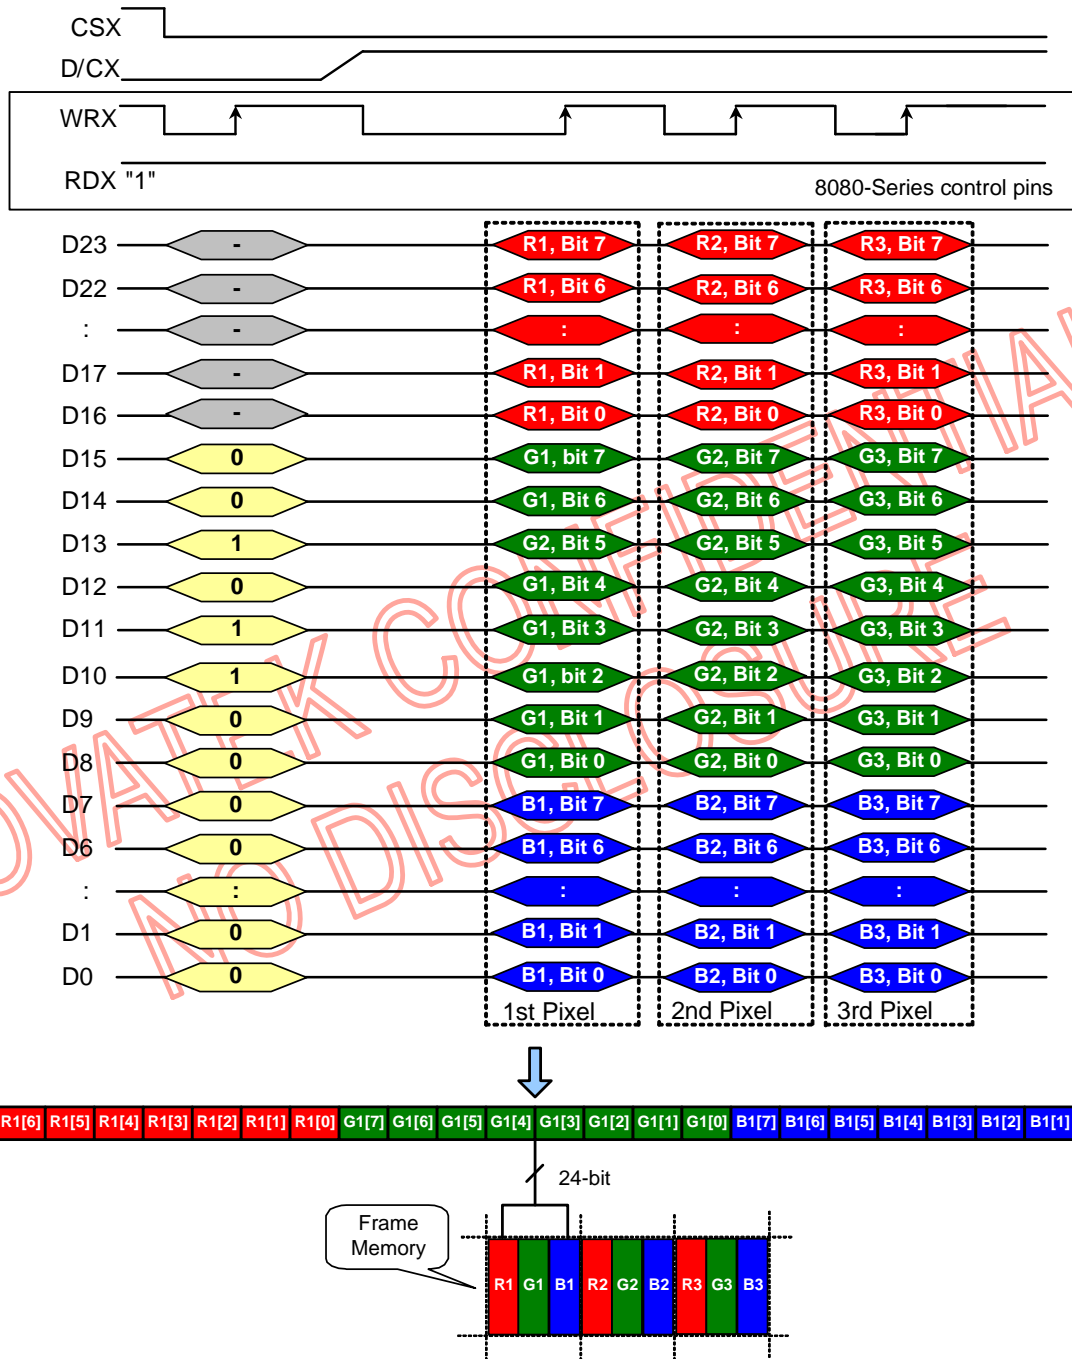 CSX
D/CX
WRX
RDX "1"
8080-Series control pins
D23 - R1, Bit 7 R2, Bit 7 R3, Bit 7
D22 - R1, Bit 6 R2, Bit 6 R3, Bit 6
: - : : :
D17 - R1, Bit 1 R2, Bit 1 R3, Bit 1
D16 - R1, Bit 0 R2, Bit 0 R3, Bit 0
D15 0 G1, bit 7 G2, Bit 7 G3, Bit 7
D14 0 G1, Bit 6 G2, Bit 6 G3, Bit 6
D13 1 G2, Bit 5 G2, Bit 5 G3, Bit 5
D12 0 G1, Bit 4 G2, Bit 4 G3, Bit 4
D11 1 G1, Bit 3 G2, Bit 3 G3, Bit 3
D10 1 G1, bit 2 G2, Bit 2 G3, Bit 2
D9 0 G1, Bit 1 G2, Bit 1 G3, Bit 1
D8 0 G1, Bit 0 G2, Bit 0 G3, Bit 0
D7 0 B1, Bit 7 B2, Bit 7 B3, Bit 7
D6 0 B1, Bit 6 B2, Bit 6 B3, Bit 6
: : : : :
D1 0 B1, Bit 1 B2, Bit 1 B3, Bit 1
D0 0 B1, Bit 0 B2, Bit 0 B3, Bit 0
1st Pixel 2nd Pixel 3rd Pixel
OVATEK CONFIDENTIAL
NO DISCLOSURE
R1[6] R1[5] R1[4] R1[3] R1[2] R1[1] R1[0] G1[7] G1[6] G1[5] G1[4] G1[3] G1[2] G1[1] G1[0] B1[7] B1[6] B1[5] B1[4] B1[3] B1[2] B1[1]
24-bit
Frame
Memory
R1 G1 B1 R2 G2 B2 R3 G3 B3